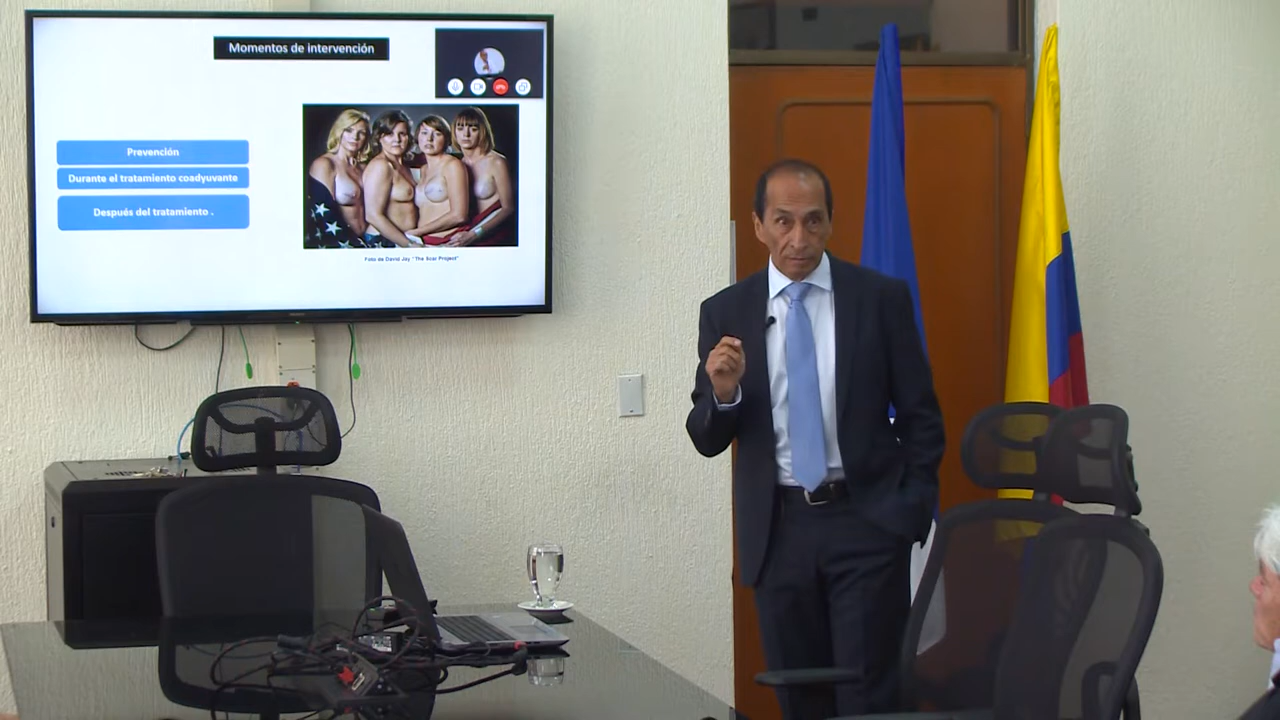 Momentos de intervención
Prevención
Durante el tratamiento coadyuvante
Después del tratamiento .
Foto de David Jay "The Scar Project"